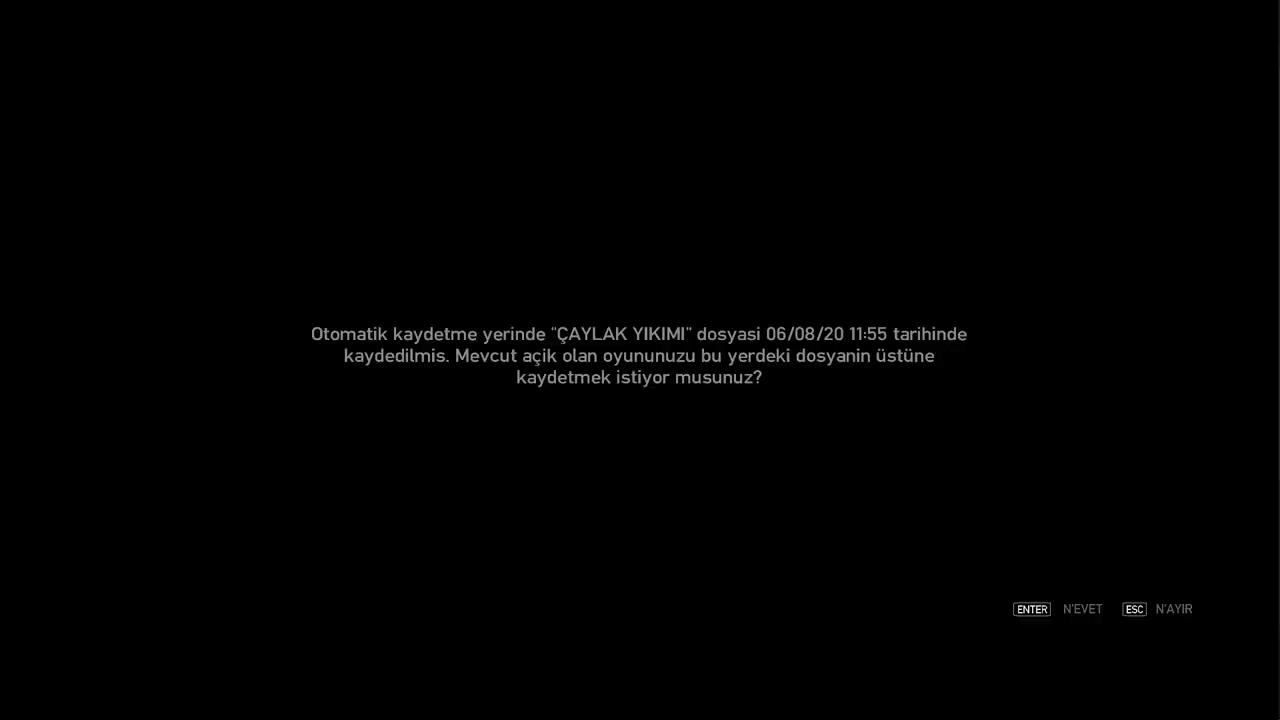 Otomatik kaydetme yerinde "ÇAYLAK YIKIMI" dosyasi 06/08/20 11:55 tarihinde
kaydedilmis. Mevcut açik olan oyununuzu bu yerdeki dosyanin üstüne
kaydetmek istiyor musunuz?
ENTER N'EVET ESC N'AYIR